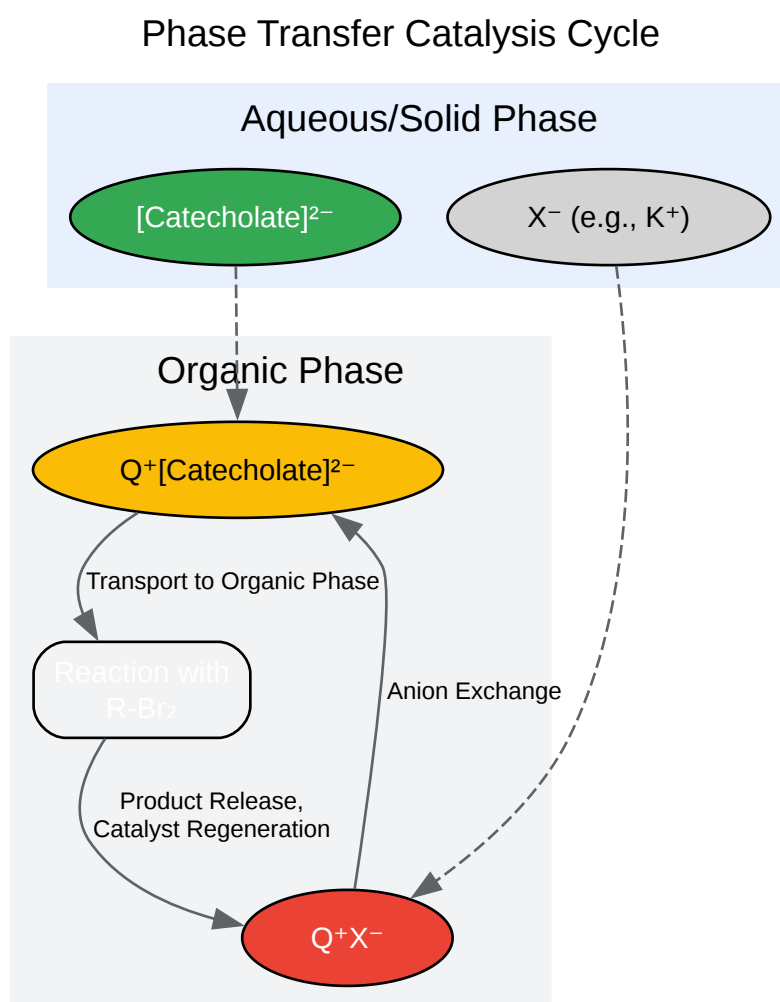 Phase Transfer Catalysis Cycle
Aqueous/Solid Phase
[Catecholate]²⁻
X⁻ (e.g., K⁺)
Organic Phase
Q⁺[Catecholate]²⁻
Transport to Organic Phase
Reaction with
R-Br₂
Anion Exchange
Product Release,
Catalyst Regeneration
Q⁺X⁻